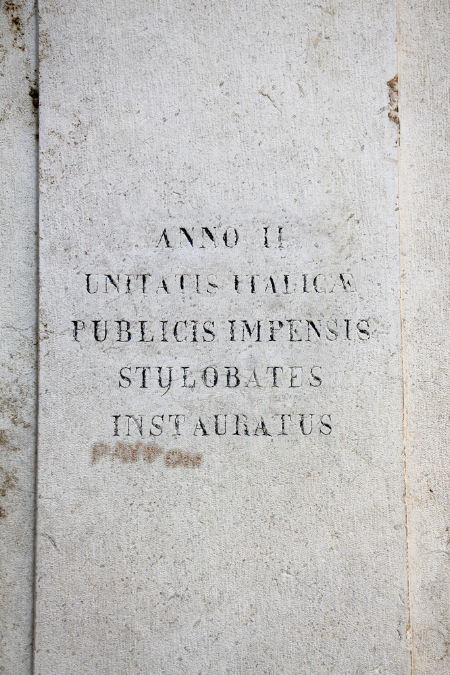 ANNO II
UNITATIS ITALICÆ
PUBLICIS IMPENSIS
STYLOBATES
INSTAURATUS